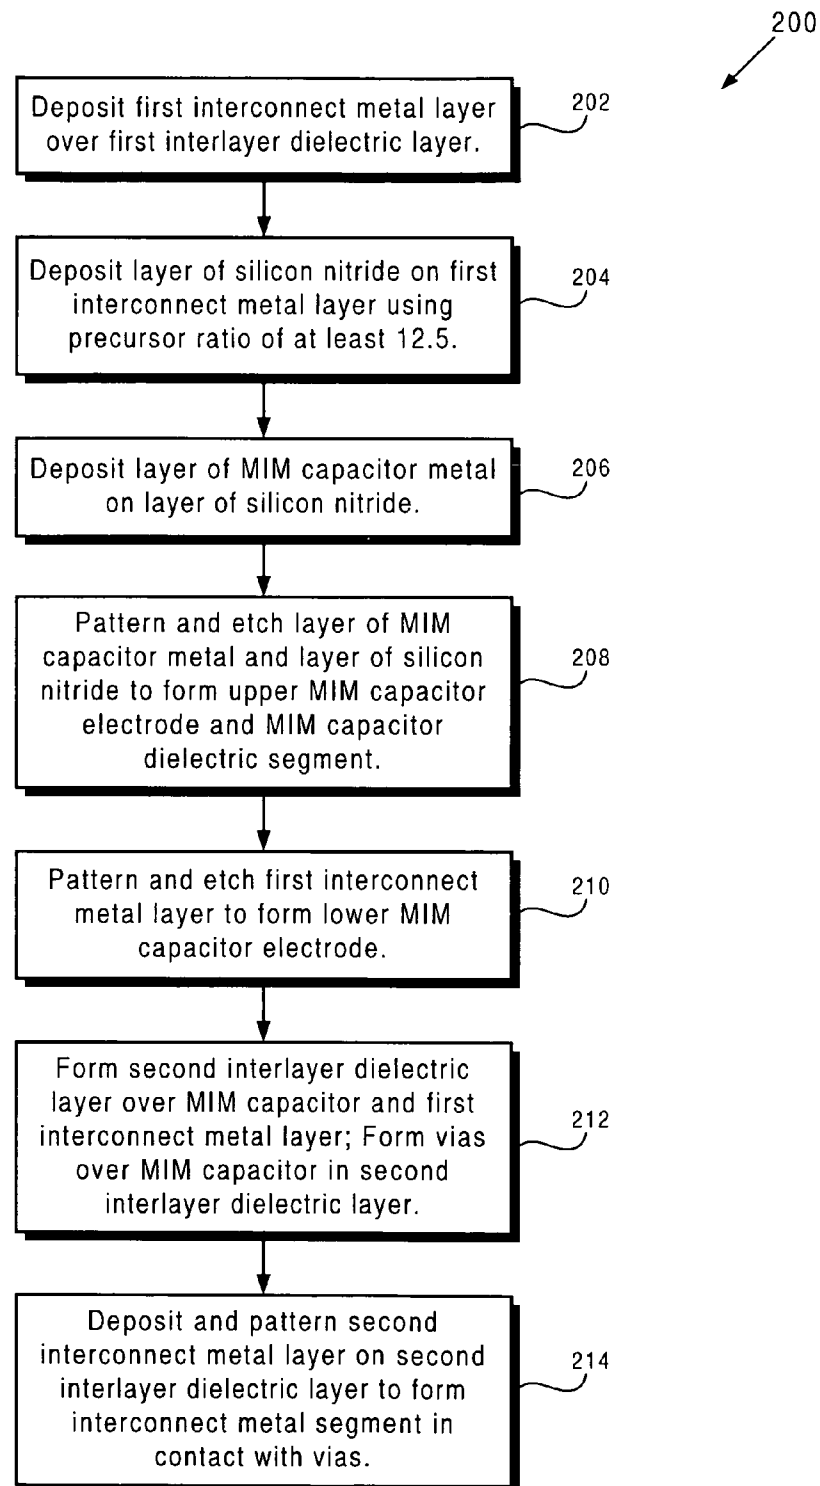 200
Deposit first interconnect metal layer
over first interlayer dielectric layer.
202
Deposit layer of silicon nitride on first
interconnect metal layer using
precursor ratio of at least 12.5.
204
Deposit layer of MIM capacitor metal
on layer of silicon nitride.
206
Pattern and etch layer of MIM
capacitor metal and layer of silicon
nitride to form upper MIM capacitor
electrode and MIM capacitor
dielectric segment.
208
Pattern and etch first interconnect
metal layer to form lower MIM
capacitor electrode.
210
Form second interlayer dielectric
layer over MIM capacitor and first
interconnect metal layer; Form vias
over MIM capacitor in second
interlayer dielectric layer.
212
Deposit and pattern second
interconnect metal layer on second
interlayer dielectric layer to form
interconnect metal segment in
contact with vias.
214